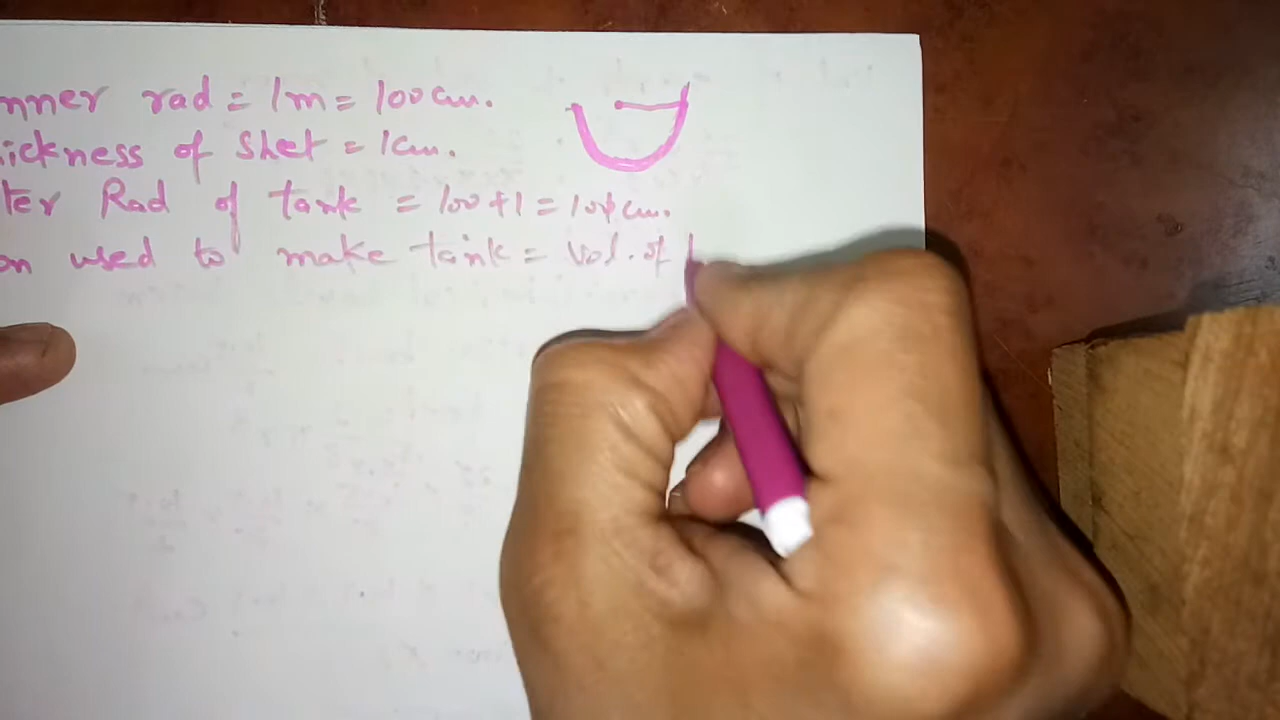 nner rad = 1m = 100cm.
ickness of Shet = 1cm.
ter Rad of tank = 100+1 = 101cm.
on used to make tank = Vol. of